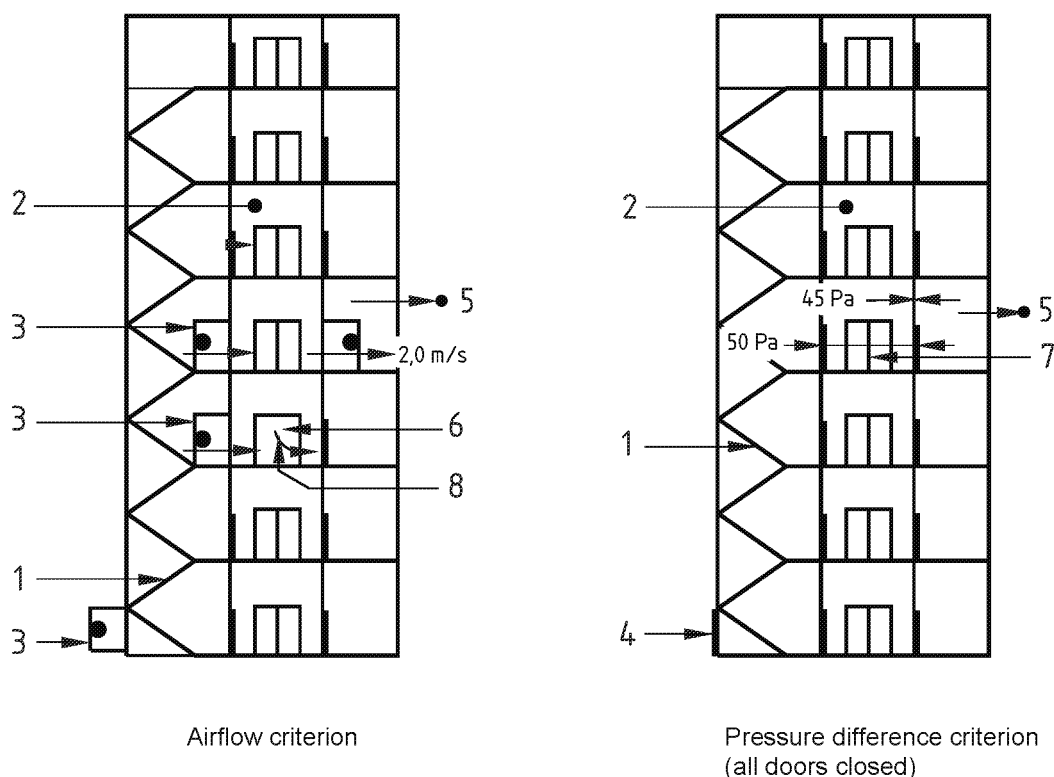 2
2
5
45 Pa
5
3
2,0 m/s
50 Pa
7
3
6
1
8
1
3
4
Airflow criterion
Pressure difference criterion
(all doors closed)